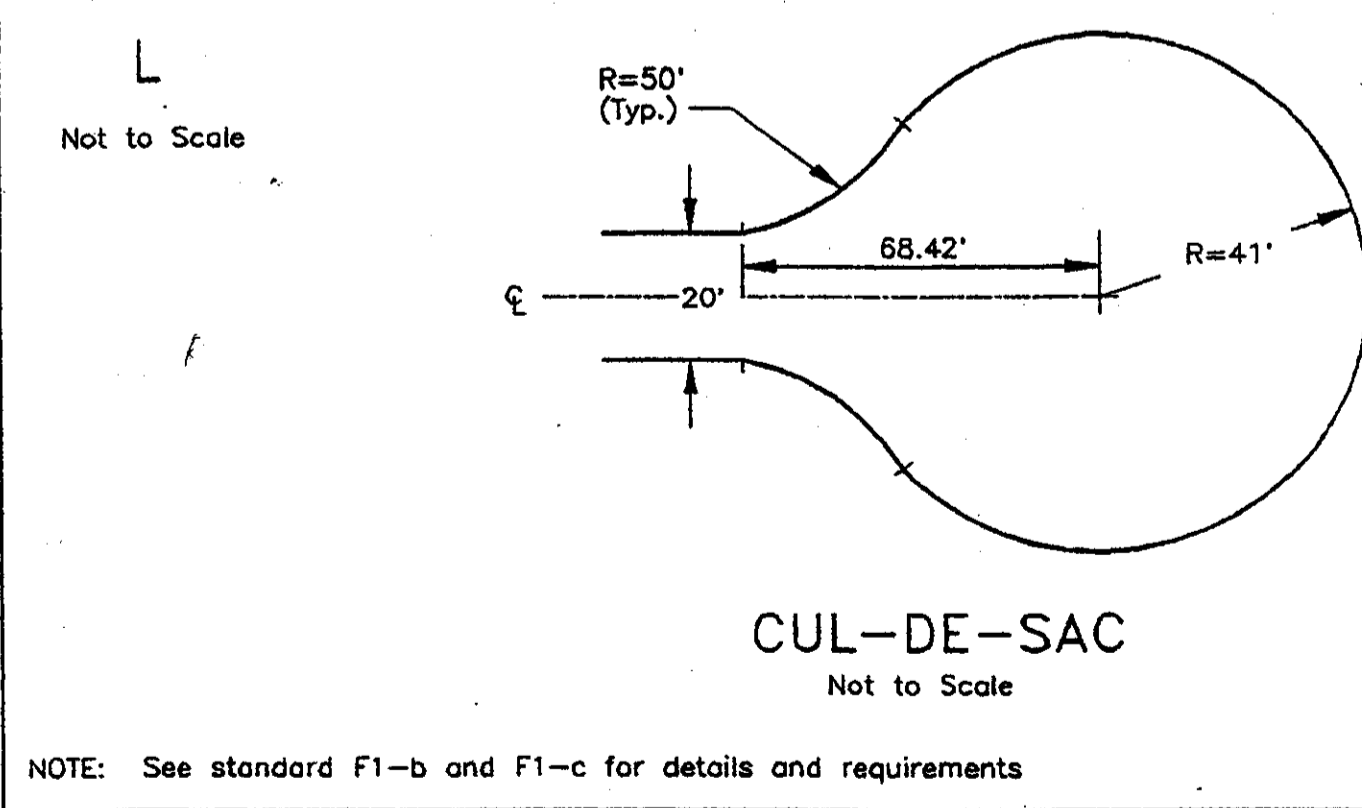 L
Not to Scale
R=50'
(Typ.)
68.42'
R=41'
℄
20'
CUL-DE-SAC
Not to Scale
NOTE: See standard F1-b and F1-c for details and requirements